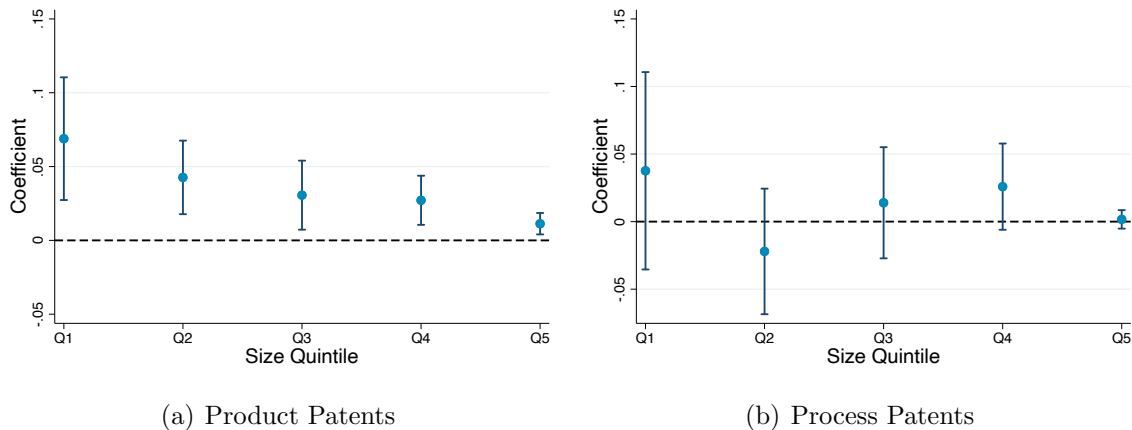 .15
.1
.05
0
-.05
Coefficient
Q1 Q2 Q3 Q4 Q5
Size Quintile
(a) Product Patents
.15
.1
.05
0
-.05
Coefficient
Q1 Q2 Q3 Q4 Q5
Size Quintile
(b) Process Patents